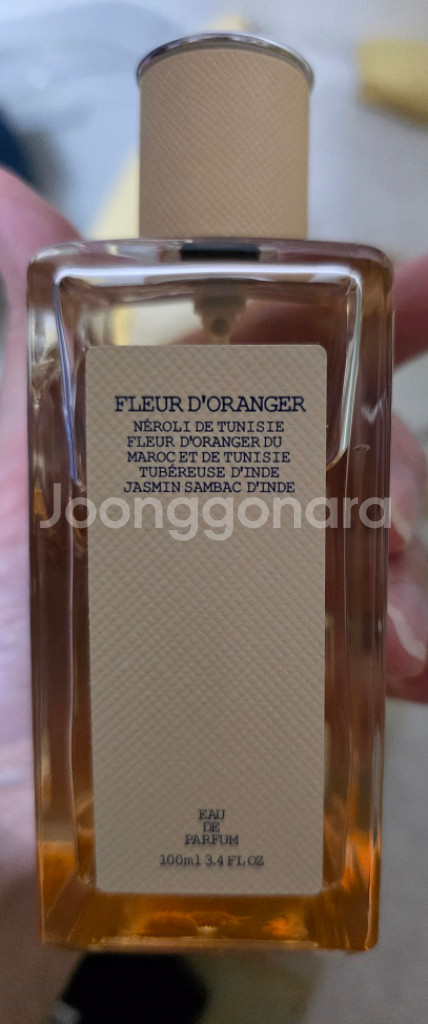 FLEUR D'ORANGER
NÉROLI DE TUNISIE
FLEUR D'ORANGER DU
MAROC ET DE TUNISIE
TUBÉREUSE D'INDE
JASMIN SAMBAC D'INDE
Joonggonara
EAU
DE
PARFUM
100ml 3.4 FL OZ